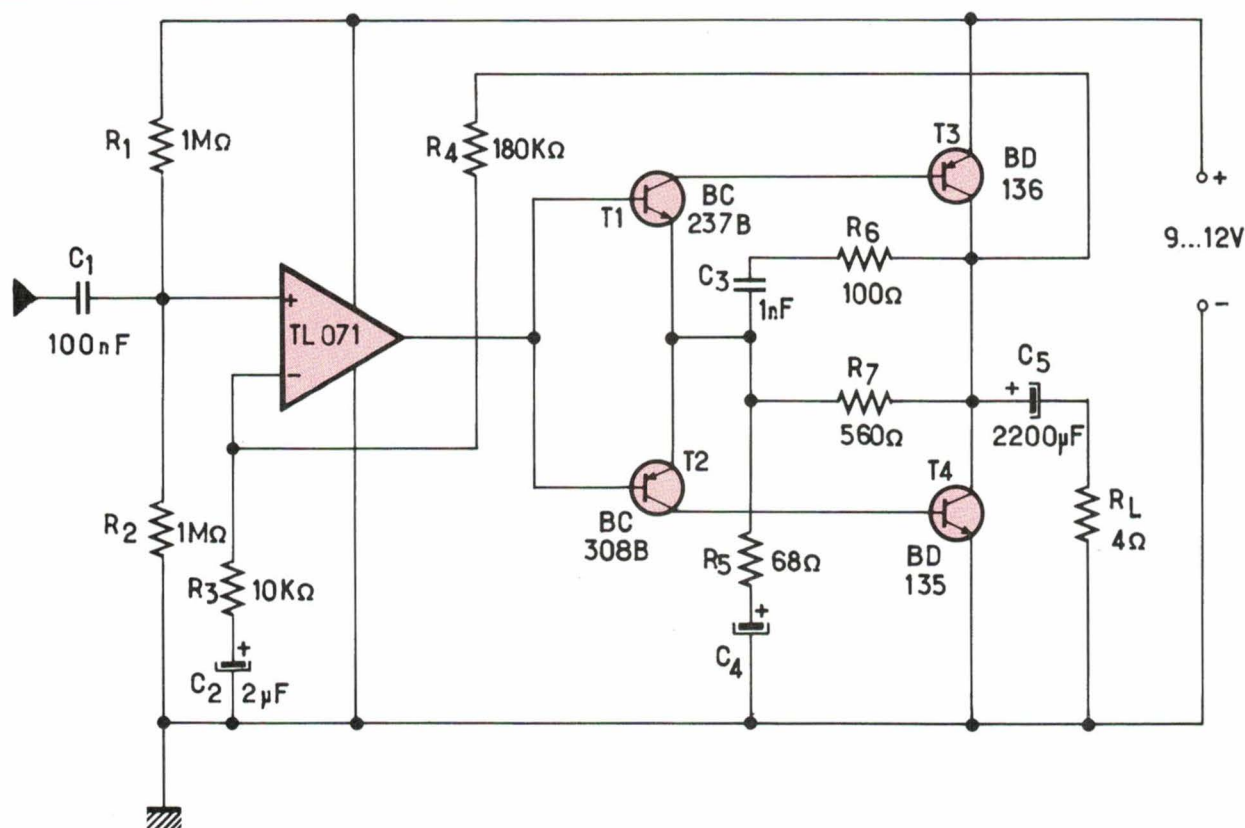 R1
1MΩ
R4
180KΩ
T3
BD
136
BC
237B
T1
+
9...12V
−
C1
100nF
+
TL 071
−
C3
1nF
R6
100Ω
R7
560Ω
+
C5
2200µF
R2
1MΩ
T2
BC
308B
T4
BD
135
RL
4Ω
R3
10KΩ
R5
68Ω
+
C2
2µF
+
C4